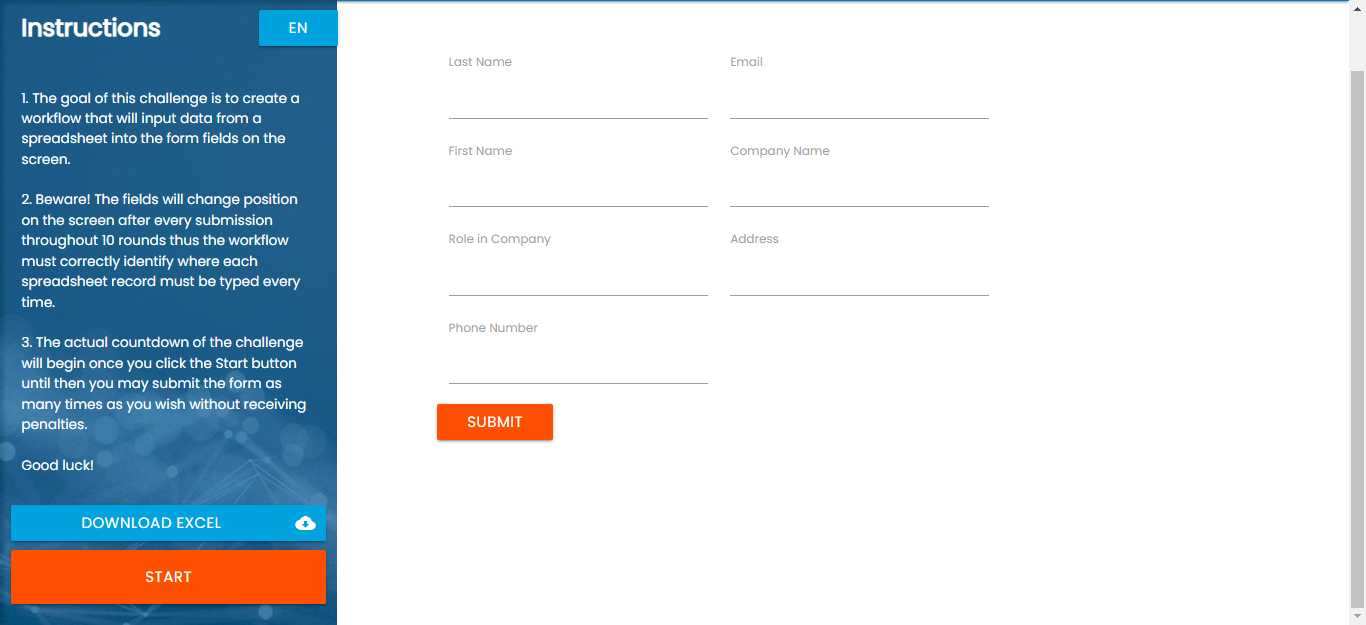 Instructions
EN
1. The goal of this challenge is to create a
workflow that will input data from a
spreadsheet into the form fields on the
screen.
2. Beware! The fields will change position
on the screen after every submission
throughout 10 rounds thus the workflow
must correctly identify where each
spreadsheet record must be typed every
time.
3. The actual countdown of the challenge
will begin once you click the Start button
until then you may submit the form as
many times as you wish without receiving
penalties.
Good luck!
DOWNLOAD EXCEL
START
Last Name
Email
First Name
Company Name
Role in Company
Address
Phone Number
SUBMIT